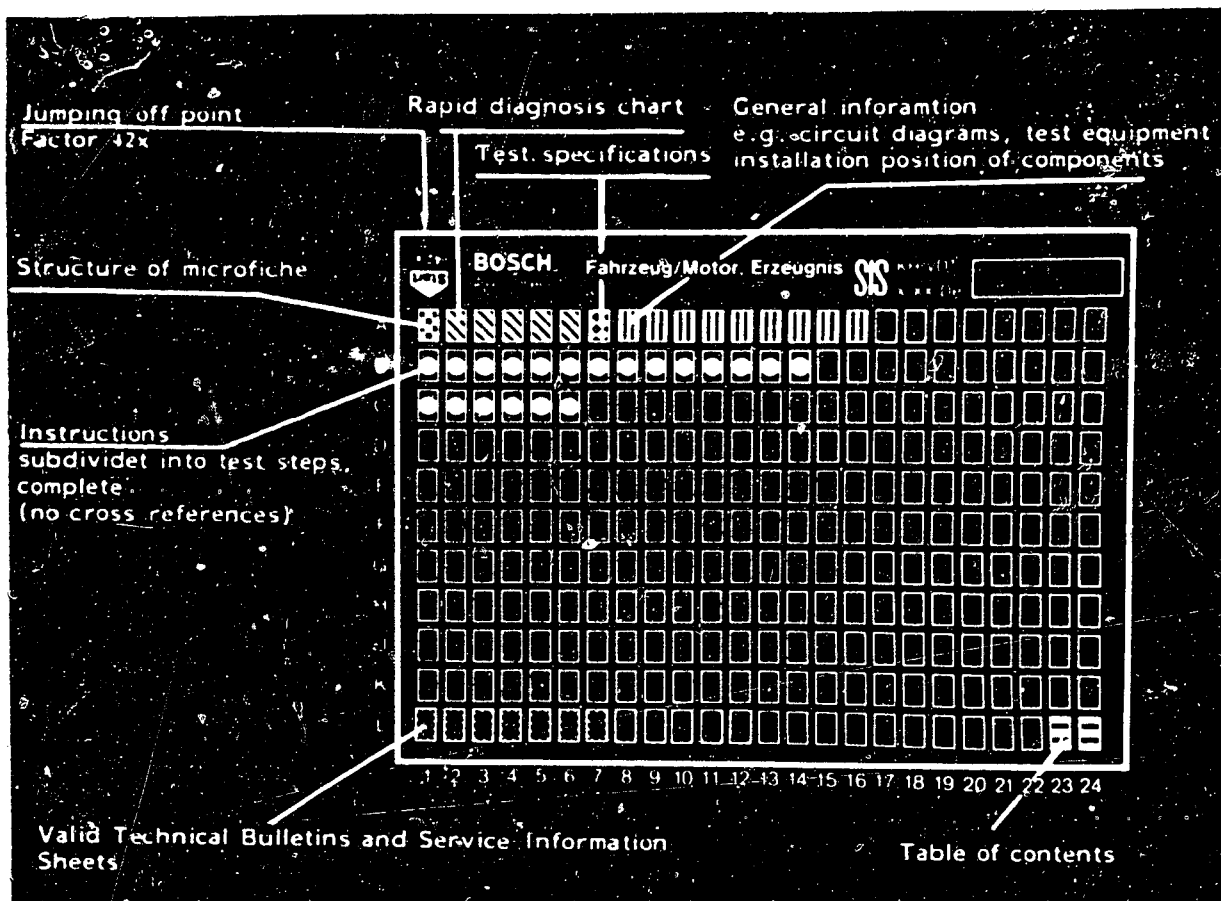 Jumping off point
Factor 42x
Rapid diagnosis chart
Test specifications
General inforamtion
e.g. circuit diagrams, test equipment
installation position of components
Structure of microfiche
BOSCH
Fahrzeug/Motor. Erzeugnis
SIS
A
Instructions
subdividet into test steps,
complete
(no cross references)
K
L
1 2 3 4 5 6 7 8 9 10 11 12 13 14 15 16 17 18 19 20 21 22 23 24
Valid Technical Bulletins and Service Information
Sheets
Table of contents